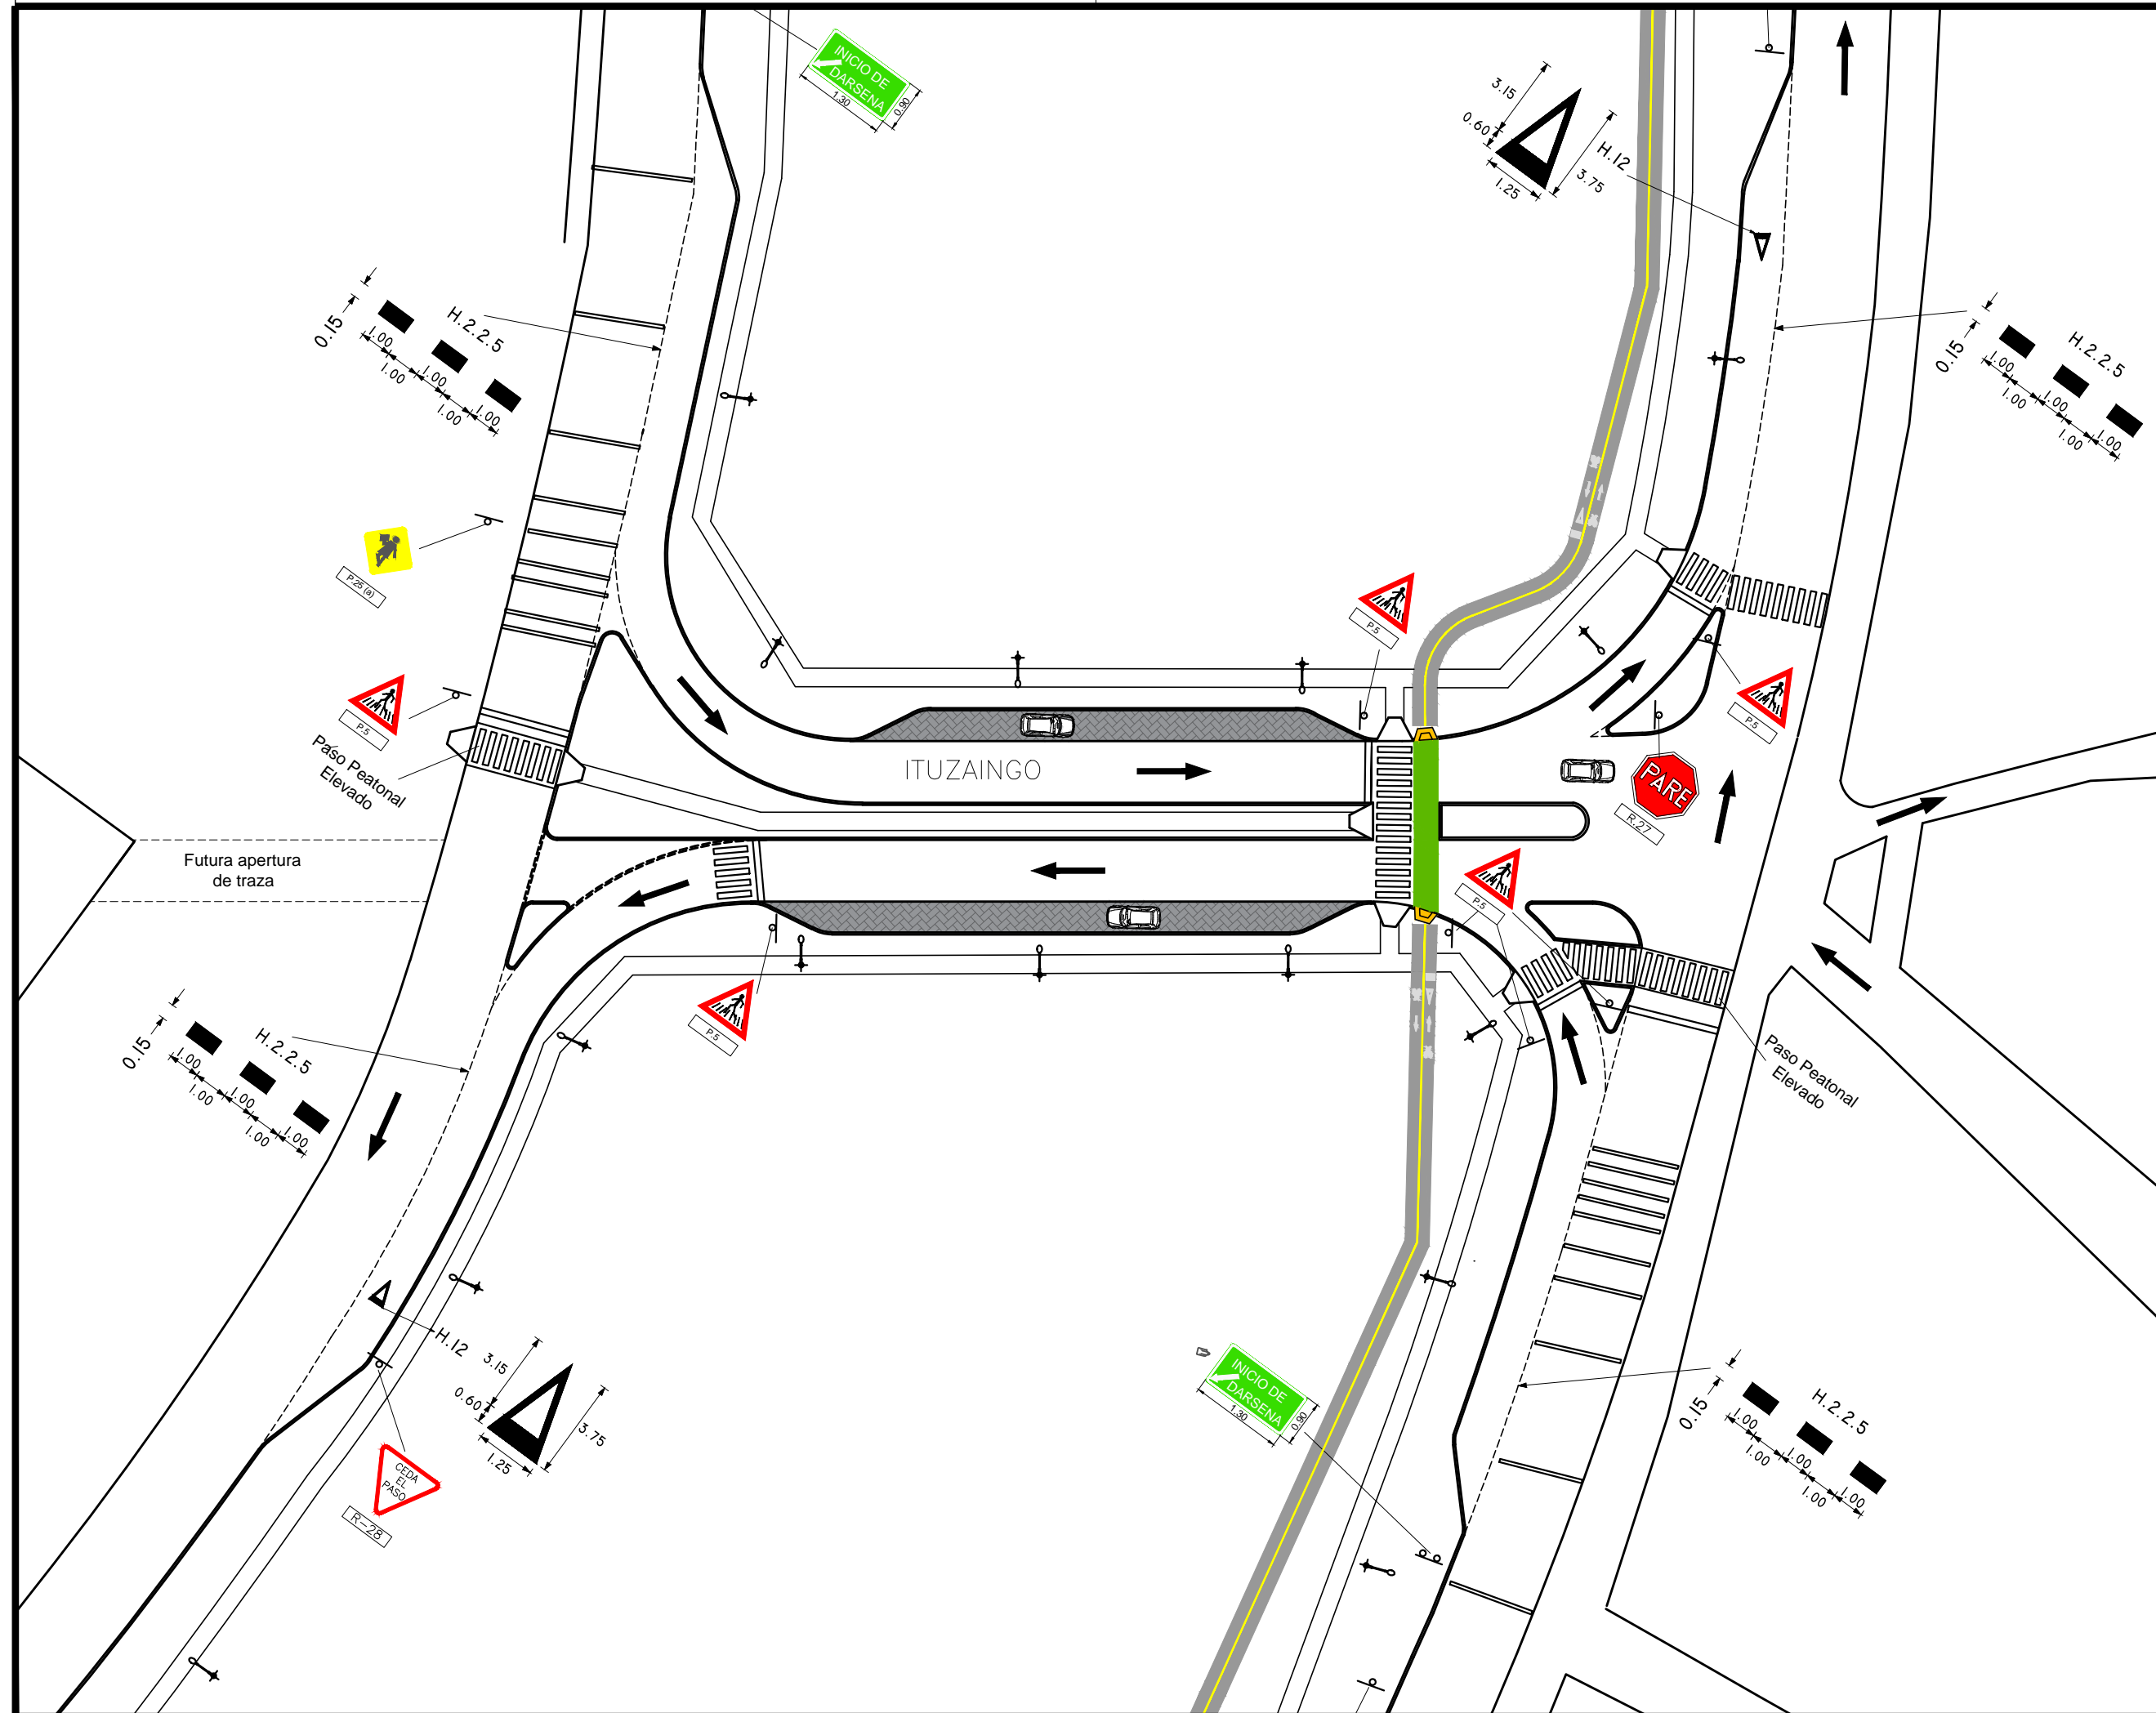 INICIO DE
DARSENA
1.30
0.90
3.15
0.60
1.25
3.75
H.12
0.15
1.00
1.00
1.00
1.00
1.00
H.2.2.5
0.15
1.00
1.00
1.00
1.00
1.00
H.2.2.5
P.25 (a)
P.5
P.5
P.5
Paso Peatonal
Elevado
ITUZAINGO
PARE
R.27
Futura apertura
de traza
P.5
P.5
0.15
1.00
1.00
1.00
1.00
1.00
H.2.2.5
Paso Peatonal
Elevado
H.12
3.15
0.60
1.25
3.75
CEDA
EL
PASO
R-28
INICIO DE
DARSENA
1.30
0.90
0.15
1.00
1.00
1.00
1.00
1.00
H.2.2.5